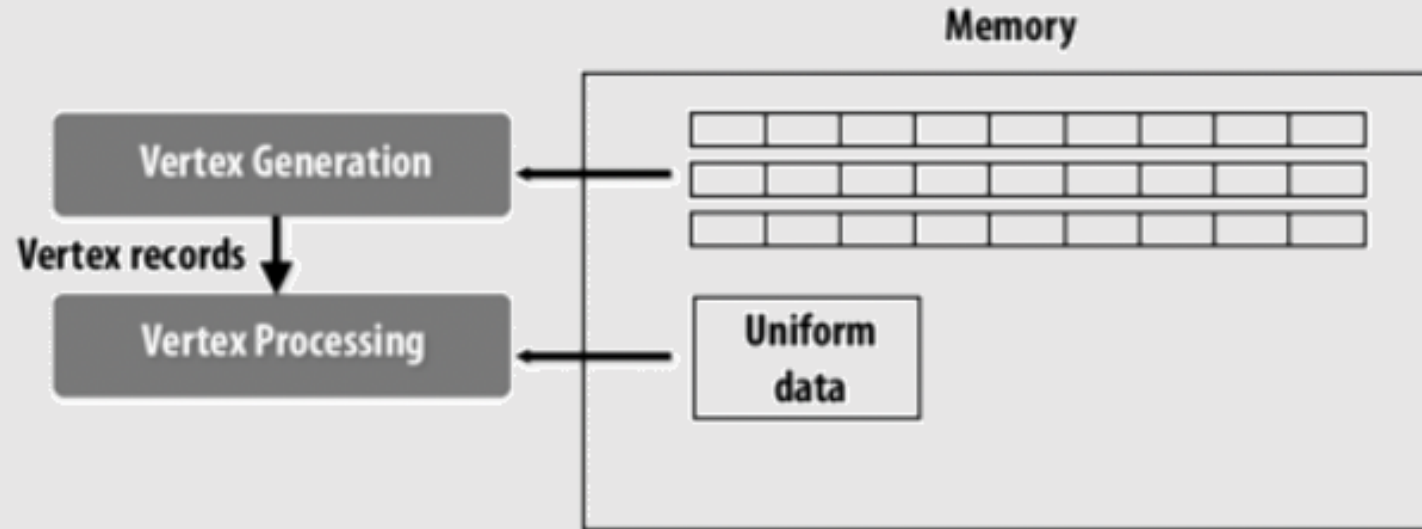 Memory
Vertex Generation
Vertex records
Vertex Processing
Uniform
data